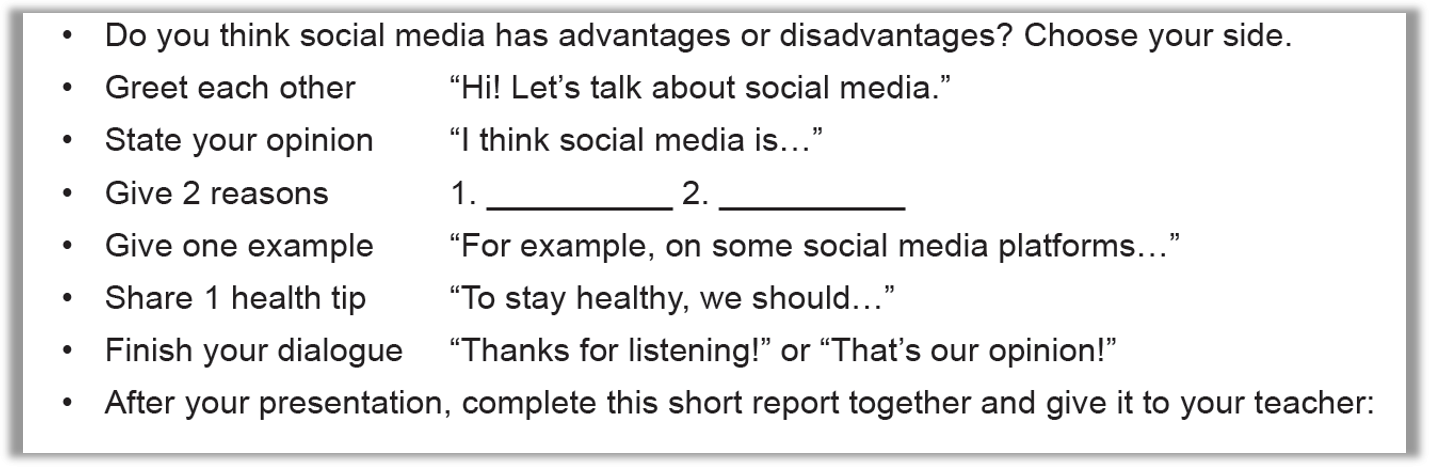 • Do you think social media has advantages or disadvantages? Choose your side.
• Greet each other “Hi! Let’s talk about social media.”
• State your opinion “I think social media is…”
• Give 2 reasons 1. __________ 2. __________
• Give one example “For example, on some social media platforms…”
• Share 1 health tip “To stay healthy, we should…”
• Finish your dialogue “Thanks for listening!” or “That’s our opinion!”
• After your presentation, complete this short report together and give it to your teacher: